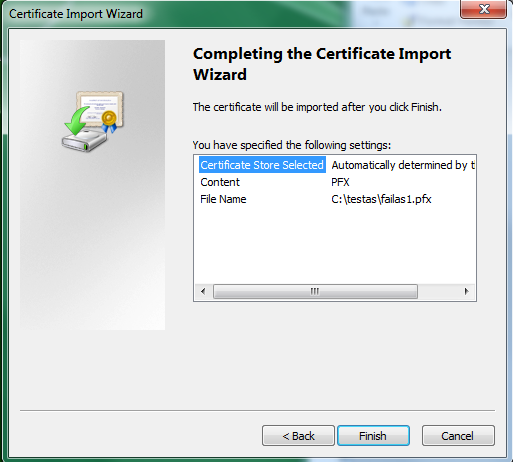 Certificate Import Wizard
Completing the Certificate Import
Wizard
The certificate will be imported after you click Finish.
You have specified the following settings:
Certificate Store Selected Automatically determined by t
Content PFX
File Name C:\testas\failas1.pfx
< Back Finish Cancel